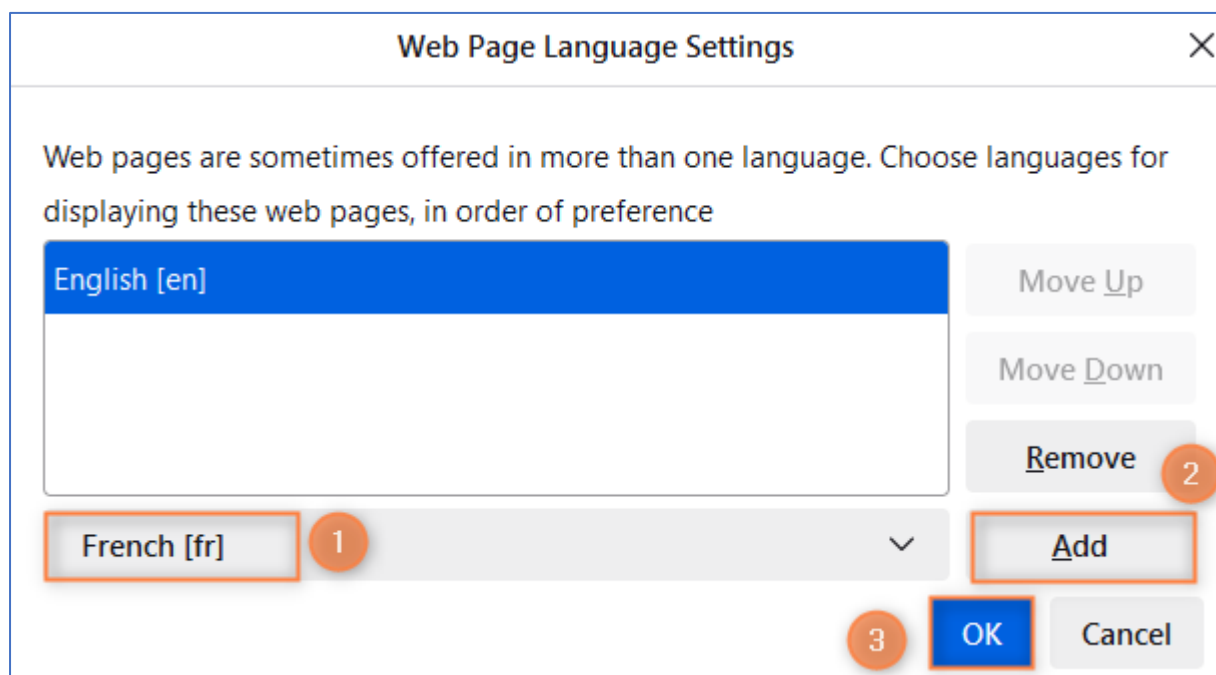 Web Page Language Settings
Web pages are sometimes offered in more than one language. Choose languages for
displaying these web pages, in order of preference
English [en]
Move Up
Move Down
Remove
2
French [fr]
1
Add
3
OK
Cancel